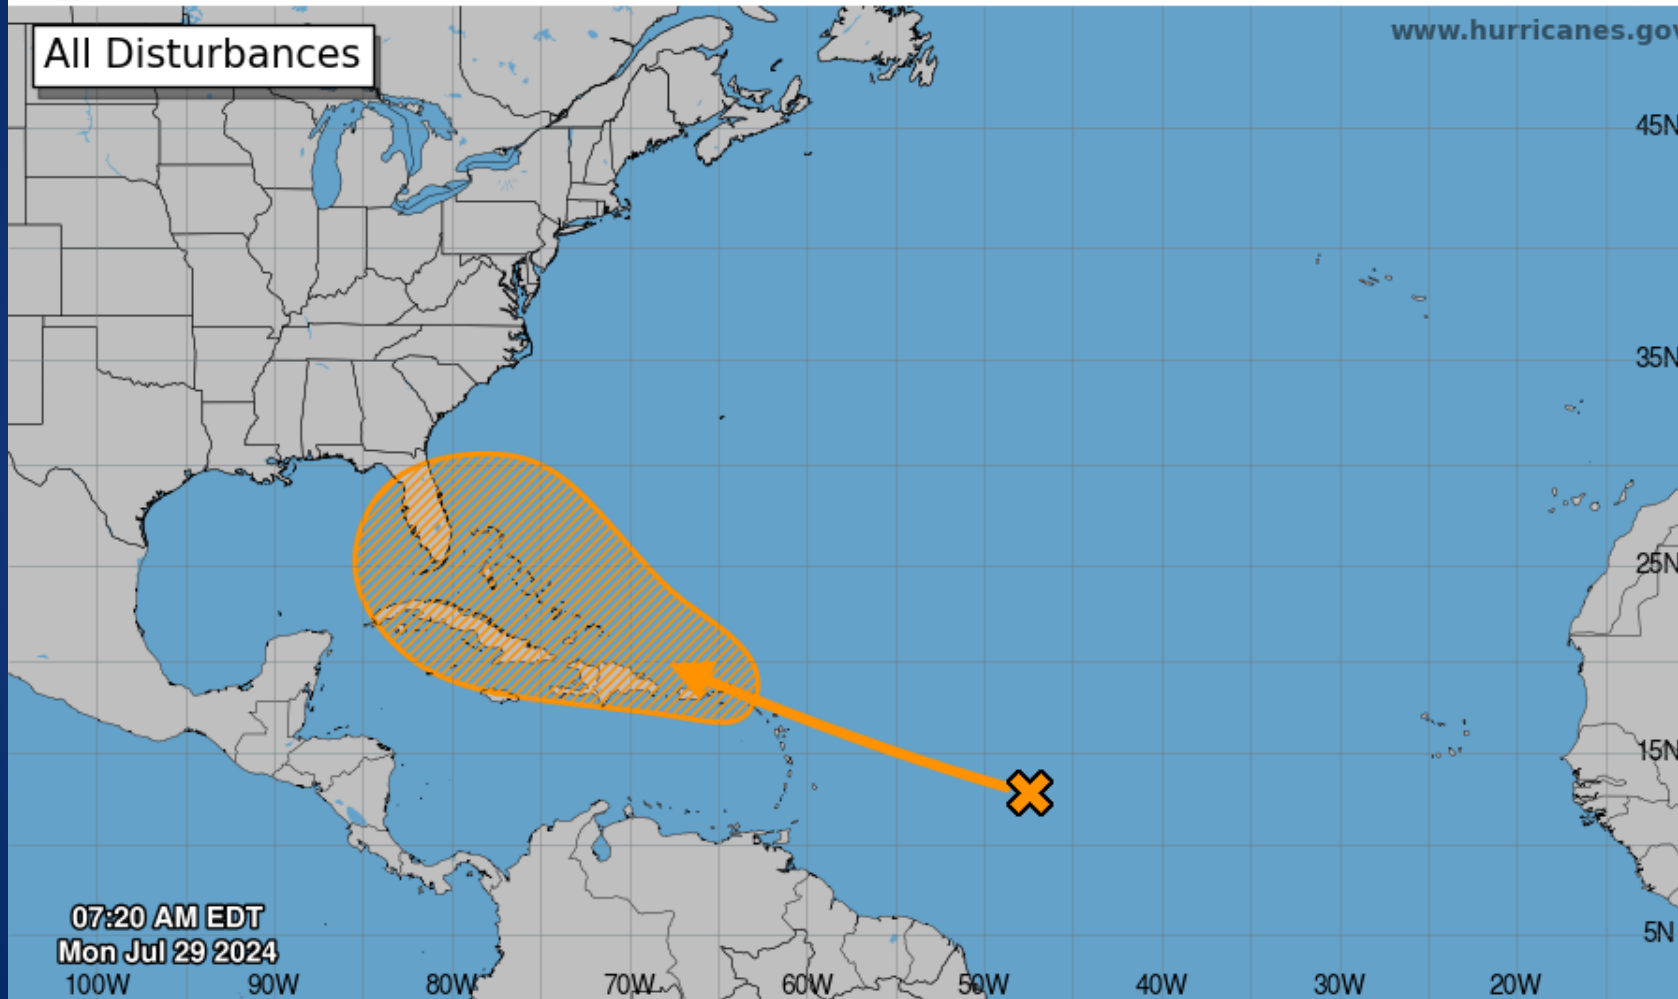 www.hurricanes.gov
All Disturbances
45N
35N
25N
15N
5N
07:20 AM EDT
Mon Jul 29 2024
100W 90W 80W 70W 60W 50W 40W 30W 20W